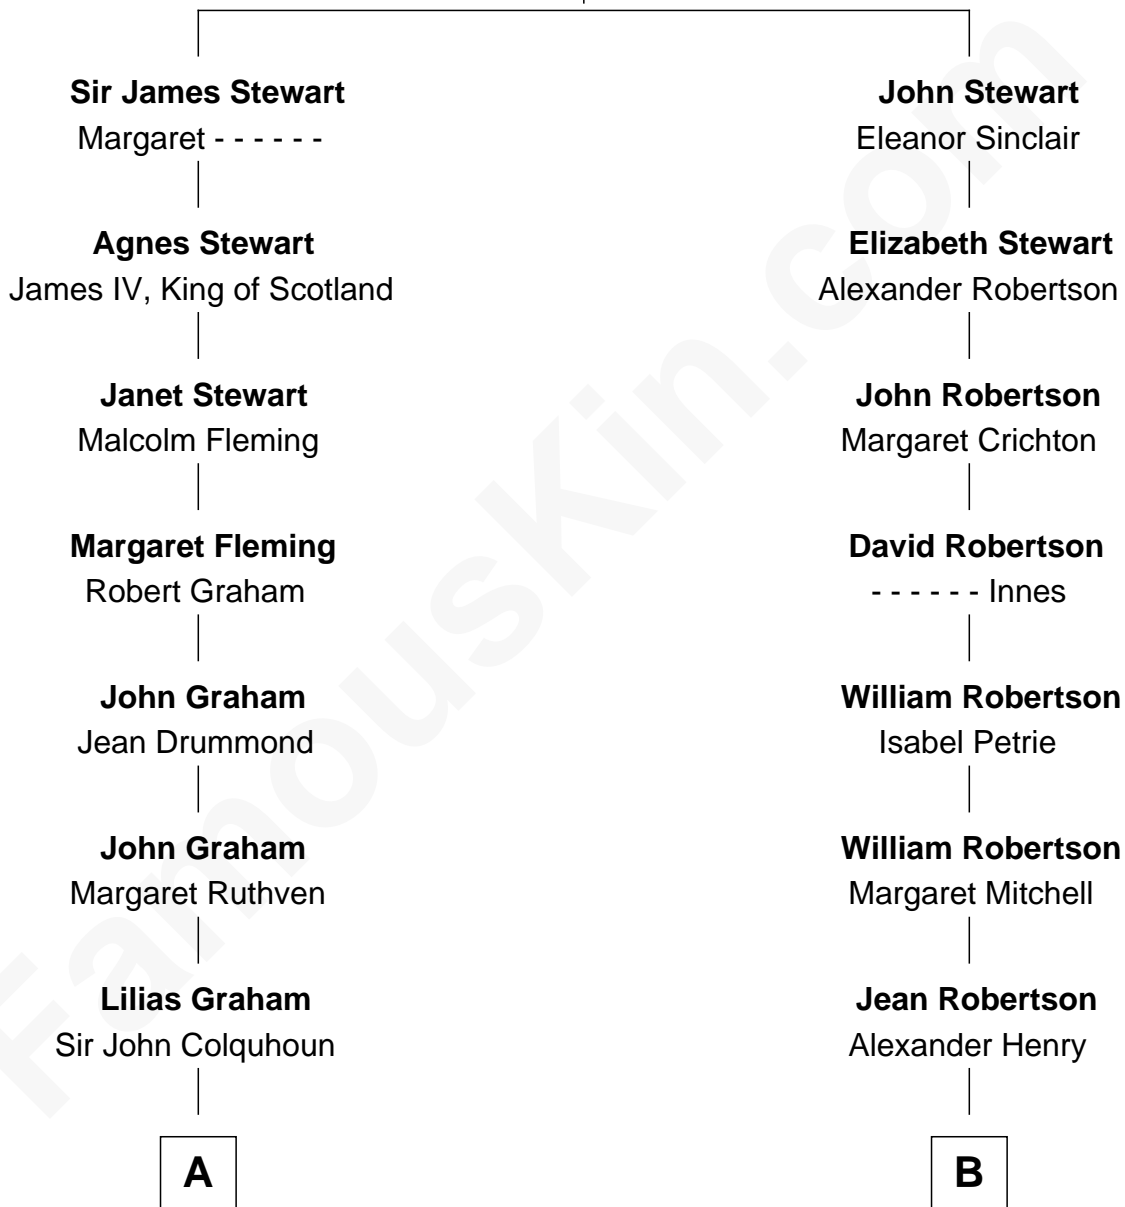 Sir James Stewart
Margaret - - - - - -
Agnes Stewart
James IV, King of Scotland
Janet Stewart
Malcolm Fleming
Margaret Fleming
Robert Graham
John Graham
Jean Drummond
John Graham
Margaret Ruthven
Lilias Graham
Sir John Colquhoun
A
John Stewart
Eleanor Sinclair
Elizabeth Stewart
Alexander Robertson
John Robertson
Margaret Crichton
David Robertson
- - - - - - Innes
William Robertson
Isabel Petrie
William Robertson
Margaret Mitchell
Jean Robertson
Alexander Henry
B
FamousKin.com